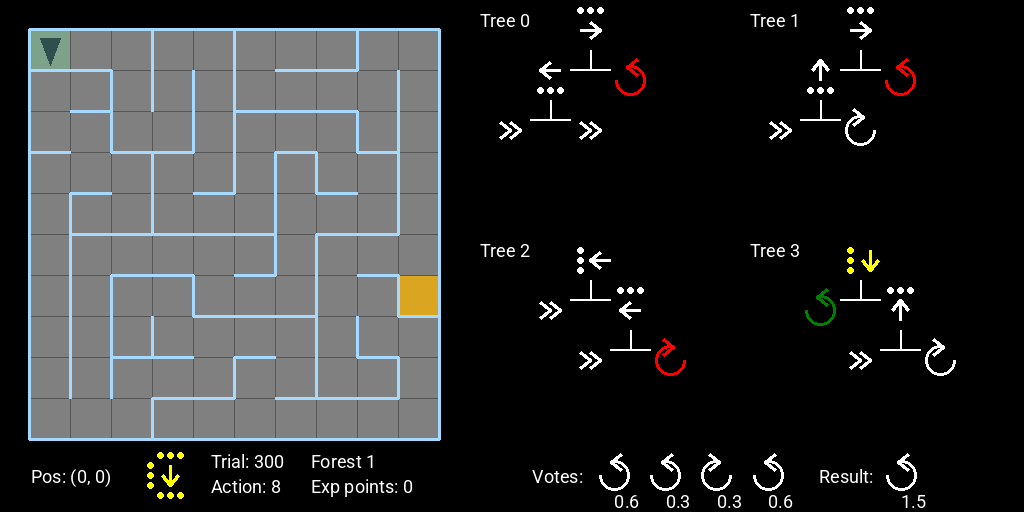 Tree 0
Tree 1
Tree 2
Tree 3
Pos: (0, 0)
Trial: 300
Forest 1
Action: 8
Exp points: 0
Votes:
0.6
0.3
0.3
0.6
Result:
1.5